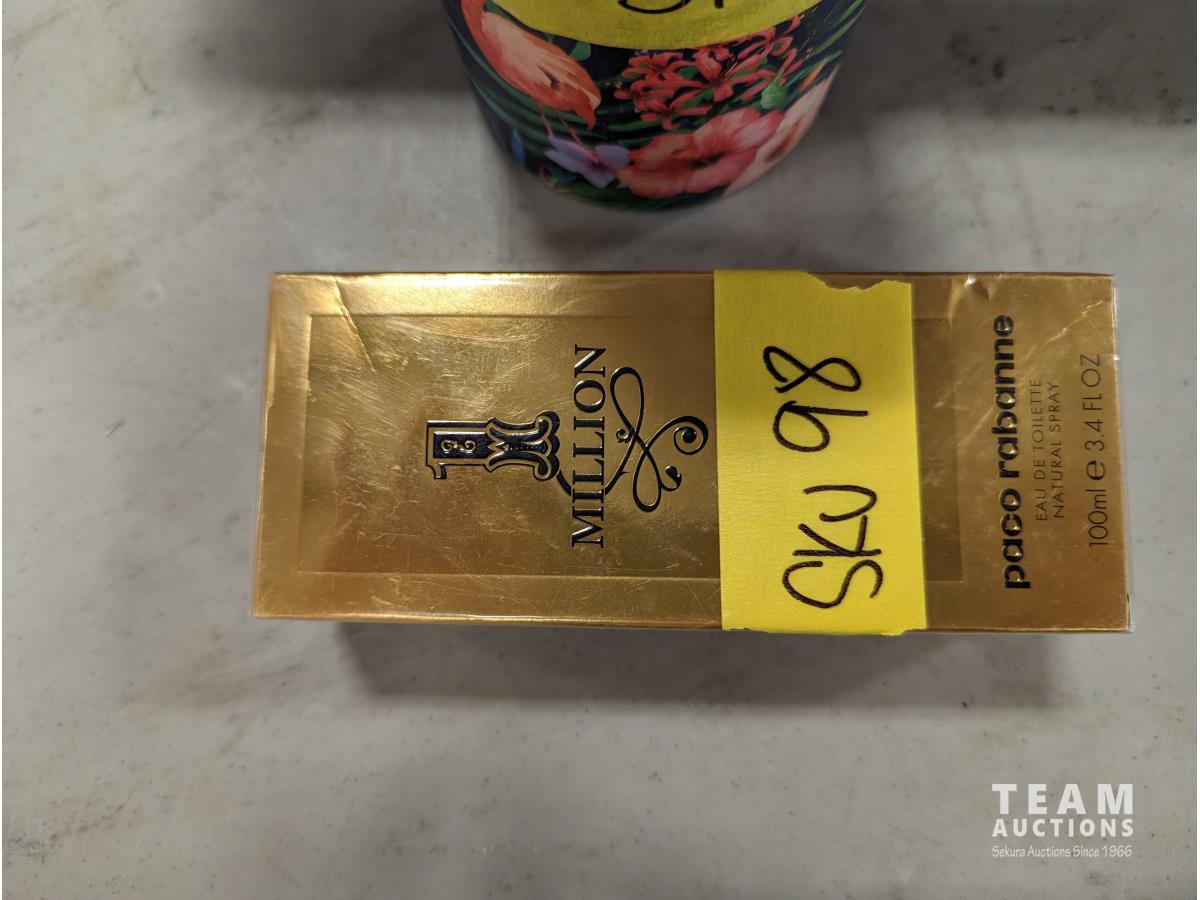 1
MILLION
SKU 98
paco rabanne
EAU DE TOILETTE
NATURAL SPRAY
100ml e 3.4 FL OZ
TEAM
AUCTIONS
Sekura Auctions Since 1966